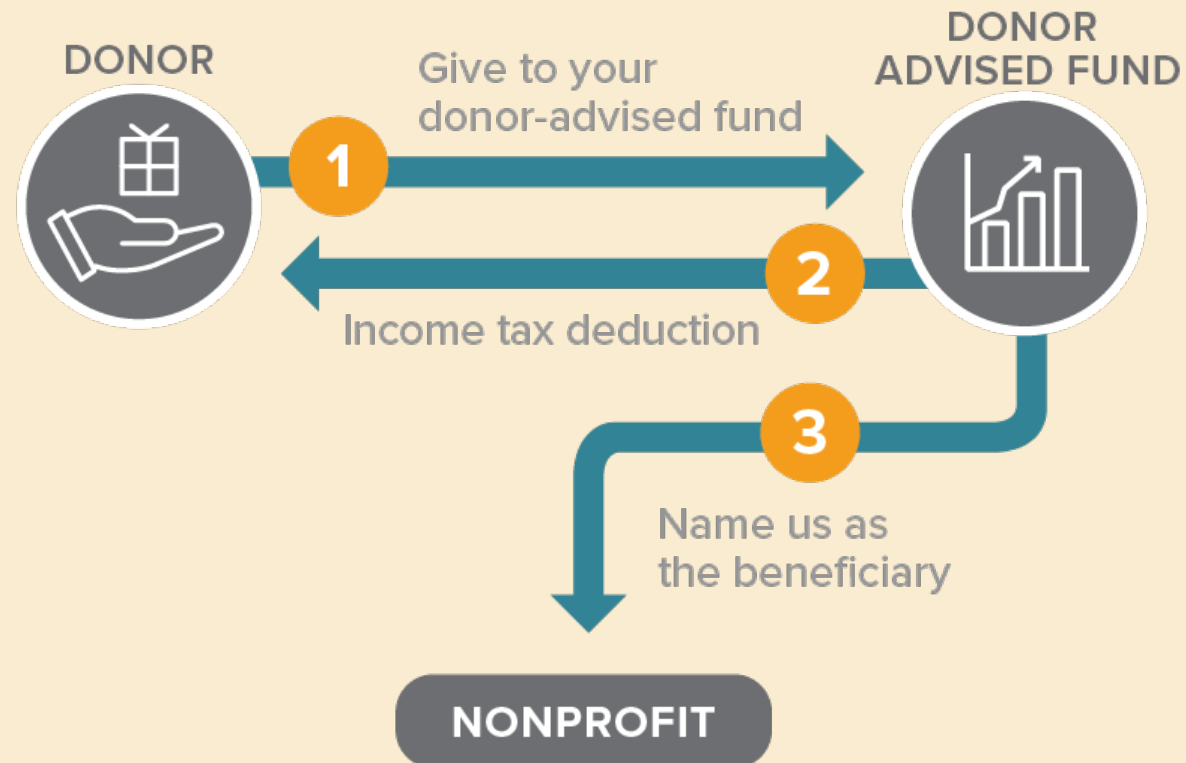 DONOR
DONOR
ADVISED FUND
Give to your
donor-advised fund
1
2
Income tax deduction
3
Name us as
the beneficiary
NONPROFIT